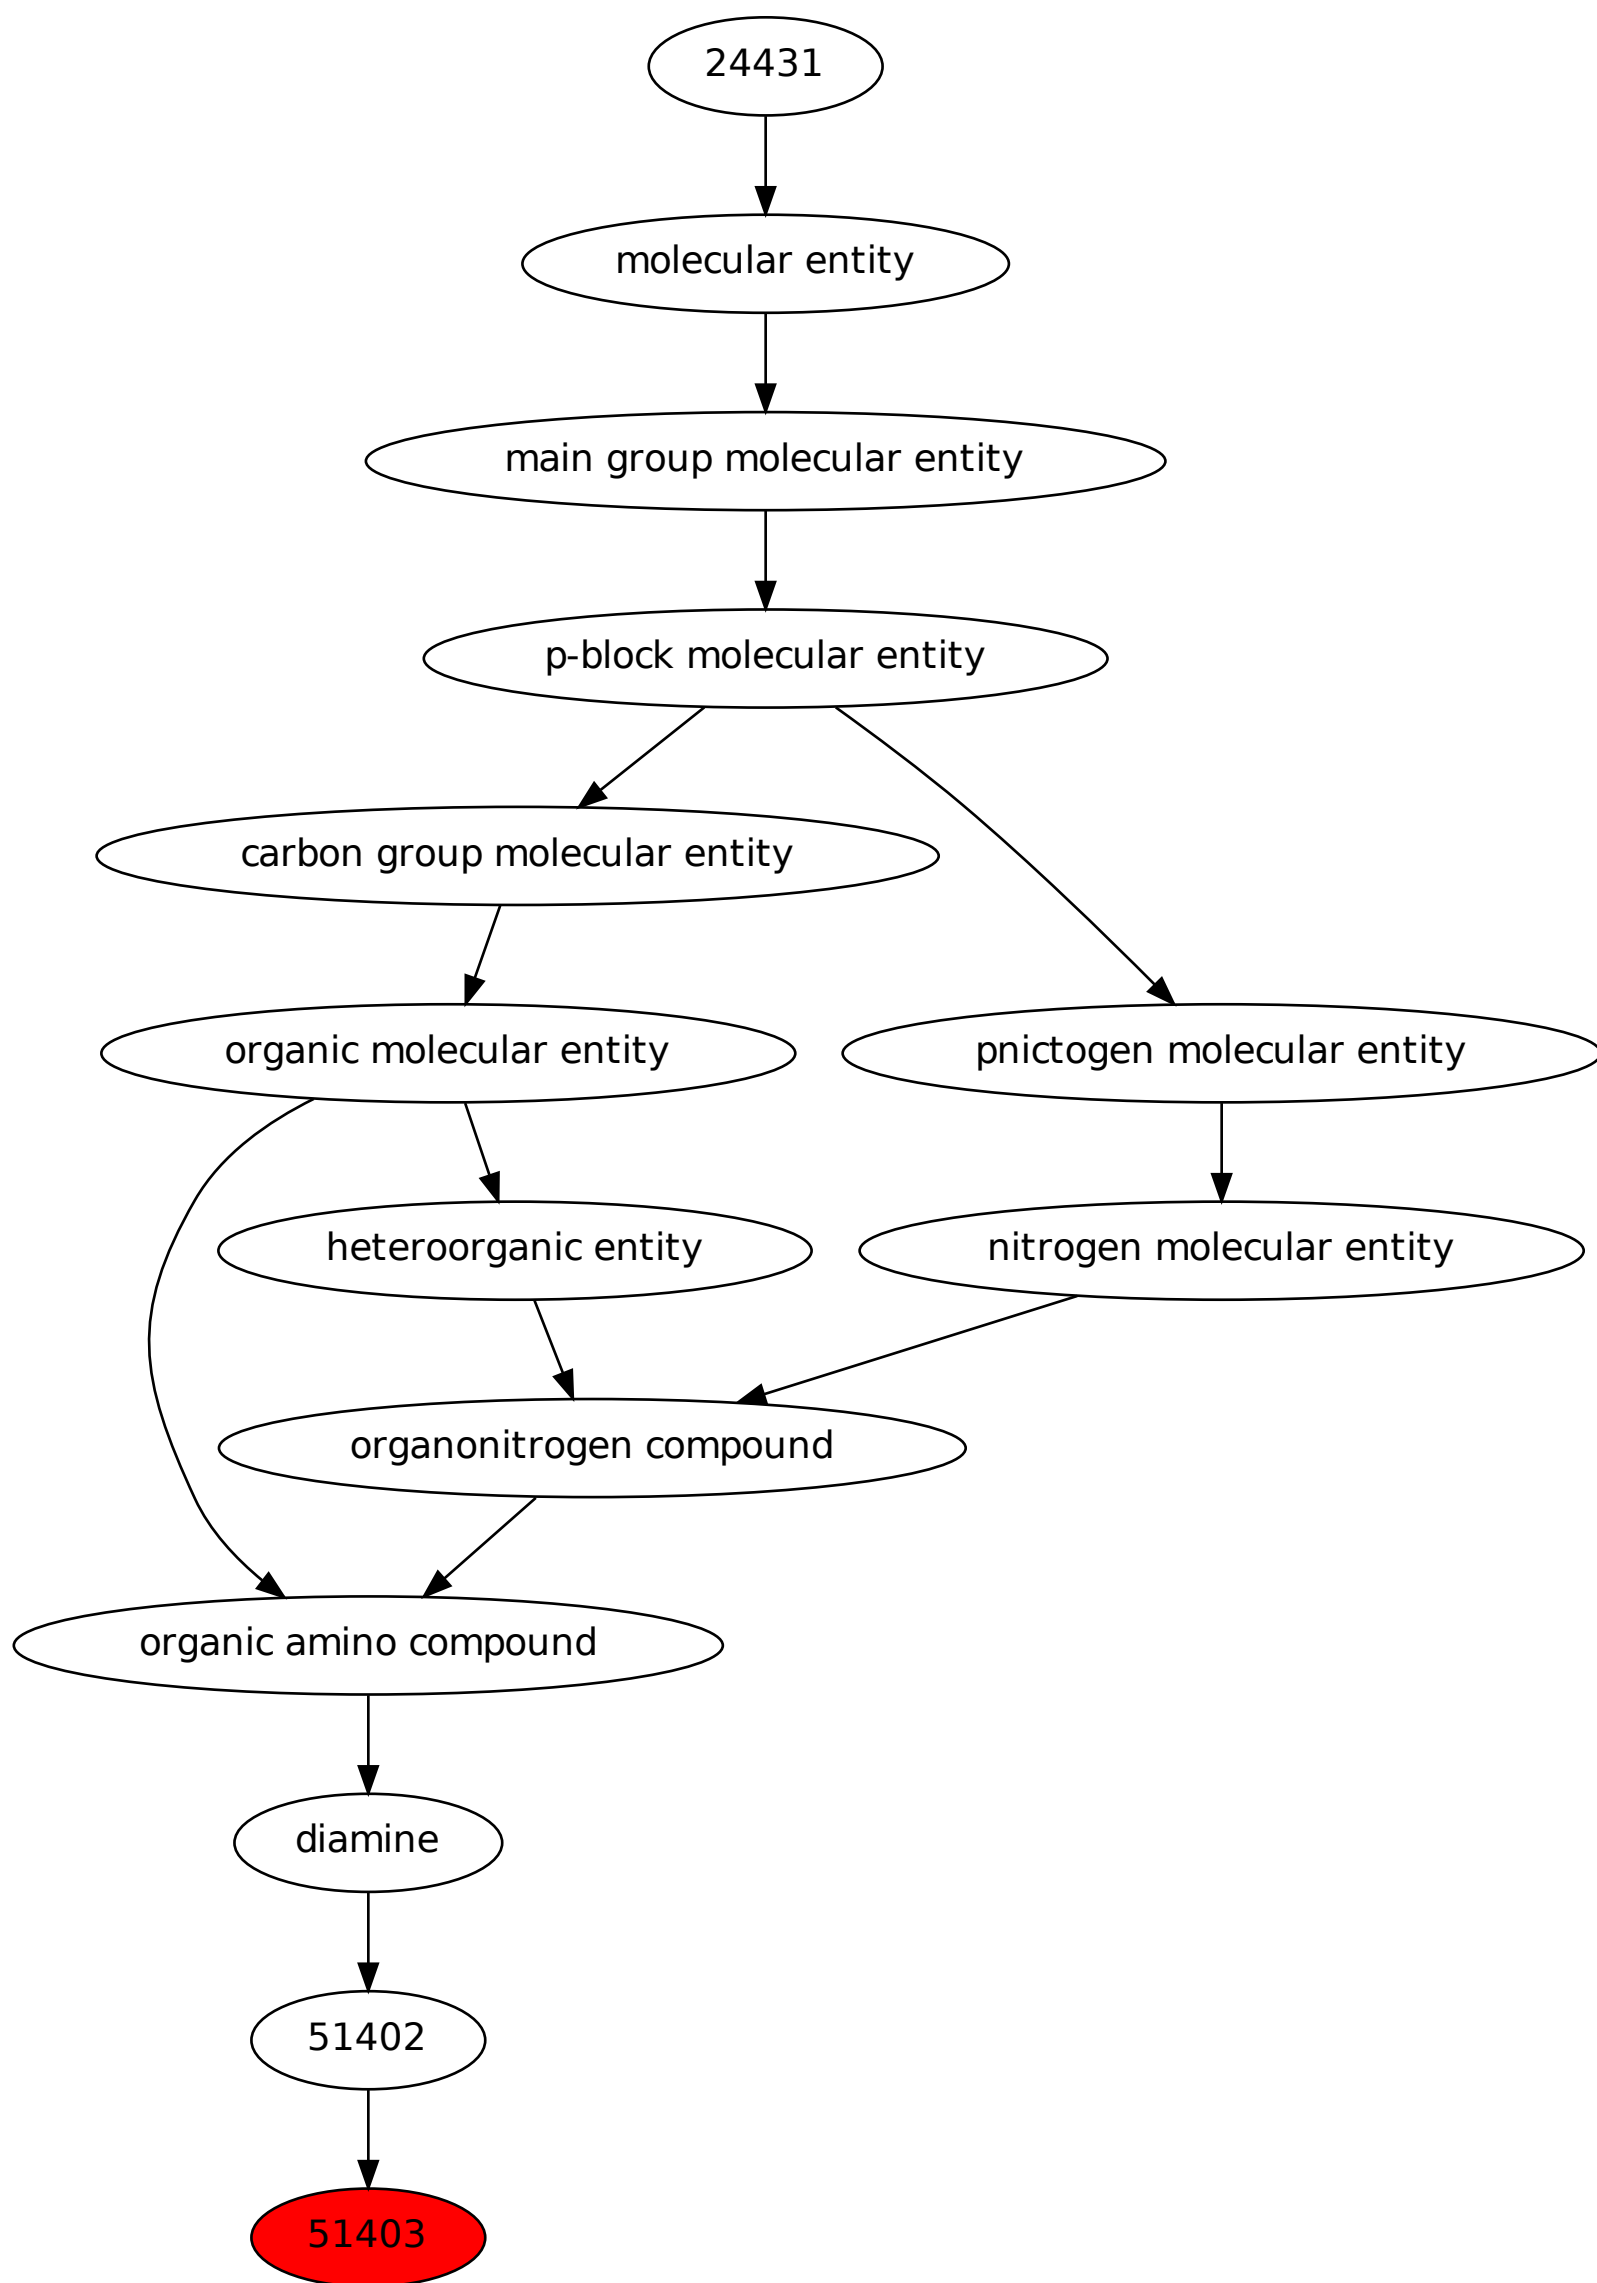 24431
molecular entity
main group molecular entity
p-block molecular entity
carbon group molecular entity
organic molecular entity
pnictogen molecular entity
heteroorganic entity
nitrogen molecular entity
organonitrogen compound
organic amino compound
diamine
51402
51403